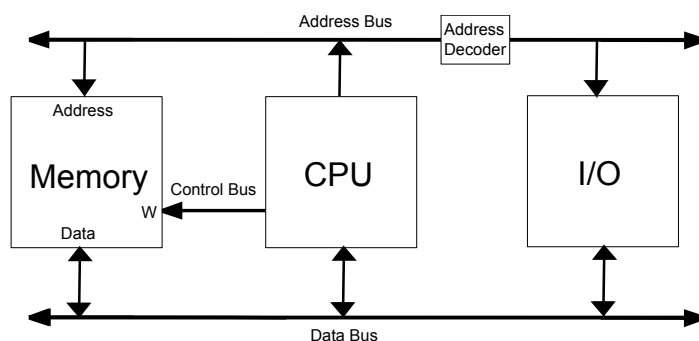 Address Bus
Address
Decoder
Address
Memory
CPU
I/O
Control Bus
W
Data
Data Bus